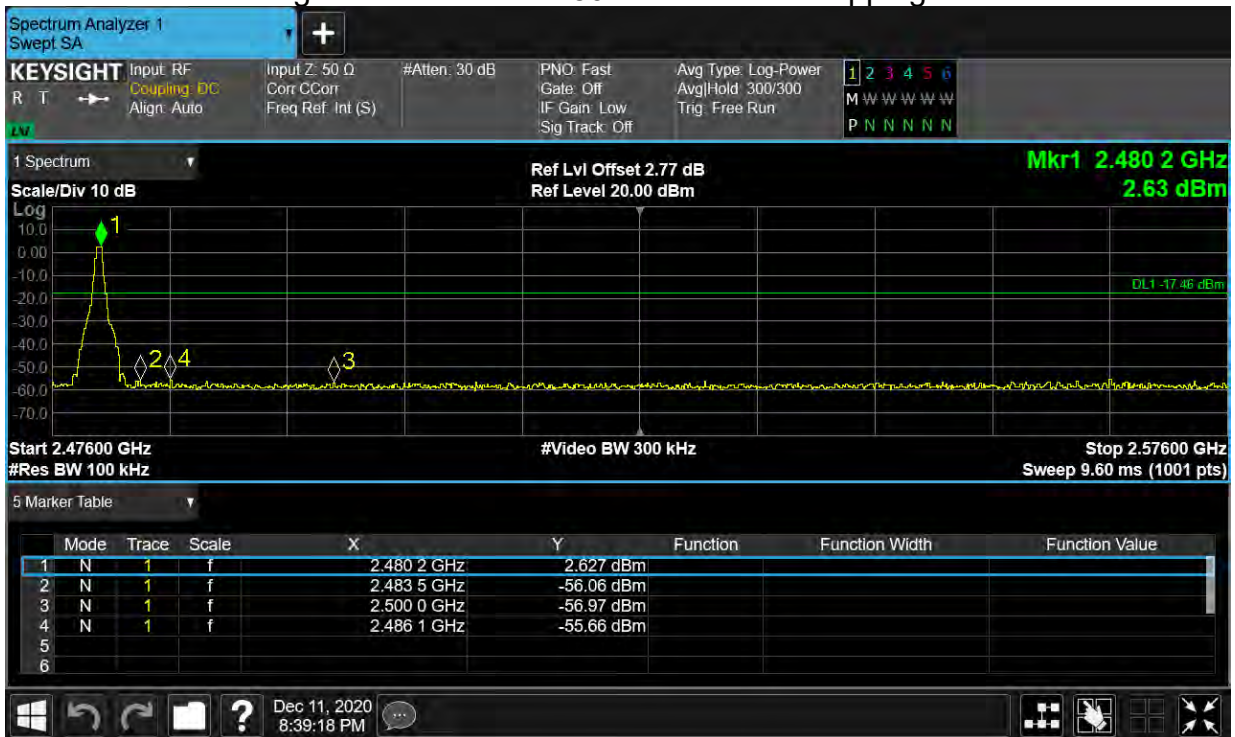 Spectrum Analyzer 1
Swept SA
+
KEYSIGHT Input: RF Input Z: 50 Ω #Atten: 30 dB PNO: Fast Avg Type: Log-Power 1 2 3 4 5 6
R T Coupling: DC Corr CCorr Gate: Off Avg|Hold: 300/300 M W W W W W
Align: Auto Freq Ref: Int (S) IF Gain: Low Trig: Free Run
LXI Sig Track: Off P N N N N N
1 Spectrum Ref Lvl Offset 2.77 dB Mkr1 2.480 2 GHz
Scale/Div 10 dB Ref Level 20.00 dBm 2.63 dBm
Log
10.0 1
0.00
-10.0
DL1 -17.46 dBm
-20.0
-30.0
-40.0
2 4 3
-50.0
-60.0
-70.0
Start 2.47600 GHz #Video BW 300 kHz Stop 2.57600 GHz
#Res BW 100 kHz Sweep 9.60 ms (1001 pts)
5 Marker Table
Mode Trace Scale X Y Function Function Width Function Value
1 N 1 f 2.480 2 GHz 2.627 dBm
2 N 1 f 2.483 5 GHz -56.06 dBm
3 N 1 f 2.500 0 GHz -56.97 dBm
4 N 1 f 2.486 1 GHz -55.66 dBm
5
6
? Dec 11, 2020
8:39:18 PM